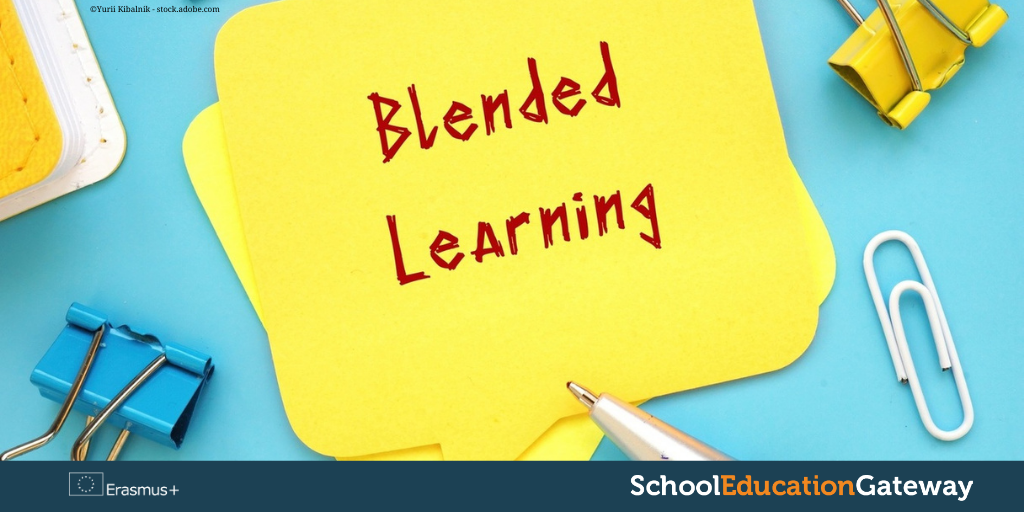 ©Yurii Kibalnik - stock.adobe.com
Blended
Learning
Erasmus+
SchoolEducationGateway